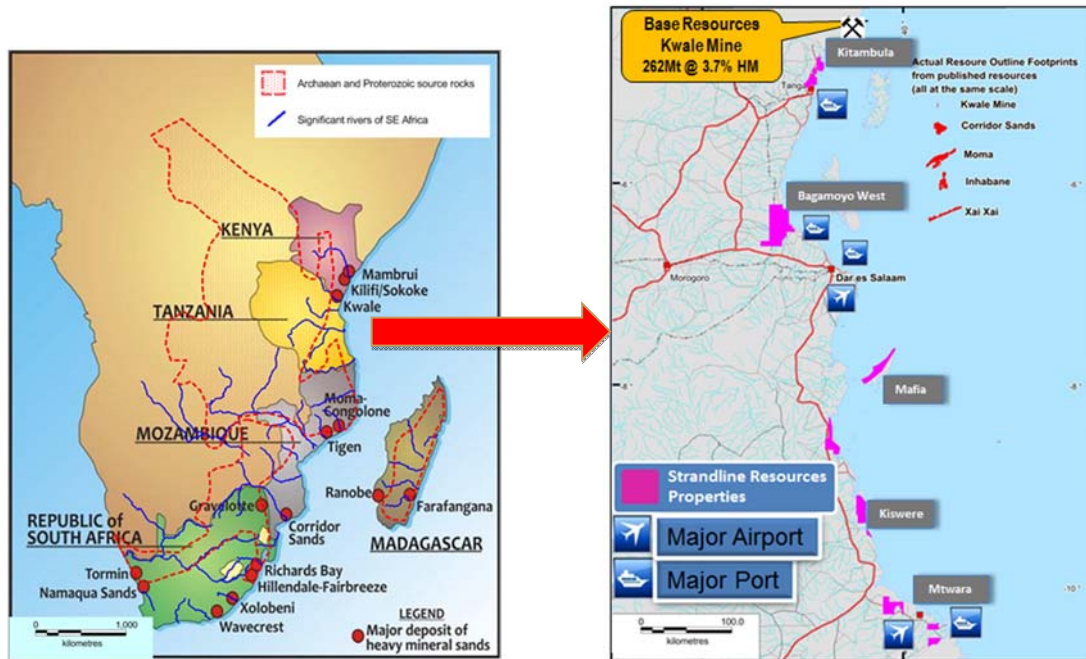 Archaean and Proterozoic source rocks
Significant rivers of SE Africa
KENYA
Mambrui
Kilifi/Sokoke
Kwale
TANZANIA
Moma-
Congolone
MOZAMBIQUE
Tigen
Ranobe
Farafangana
Gravelotte
REPUBLIC of
SOUTH AFRICA
Corridor
Sands
MADAGASCAR
Tormin
Namaqua Sands
Richards Bay
Hillendale-Fairbreeze
Xolobeni
Wavecrest
LEGEND
Major deposit of
heavy mineral sands
0 1,000
kilometres
Base Resources
Kwale Mine
262Mt @ 3.7% HM
Kitambula
Actual Resoure Outline Footprints
from published resources
(all at the same scale)
Kwale Mine
Corridor Sands
Moma
Inhabane
Xai Xai
Tanga
-6°
Bagamoyo West
Morogoro
Dar es Salaam
-8°
Mafia
Strandline Resources
Properties
Kiswere
Major Airport
Major Port
Mtwara
-10°
0 100.0
kilometres